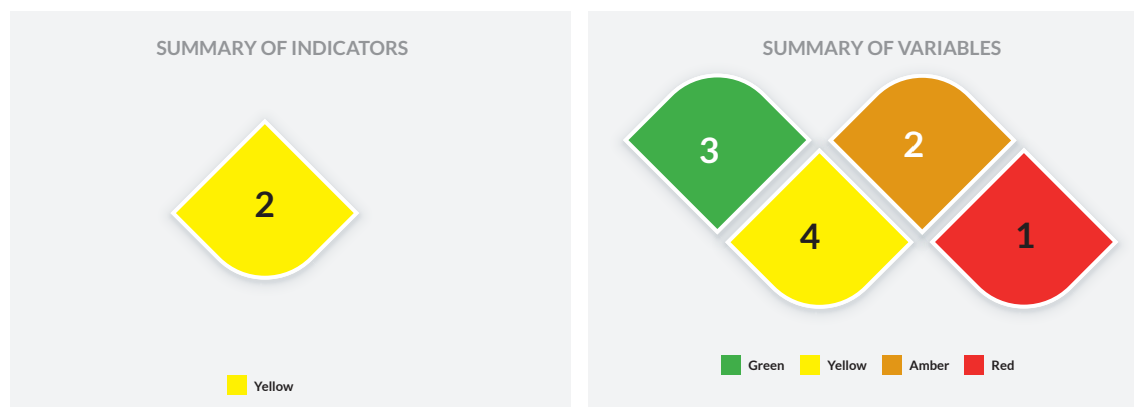 SUMMARY OF INDICATORS
2
Yellow
SUMMARY OF VARIABLES
3
2
4
1
Green Yellow Amber Red